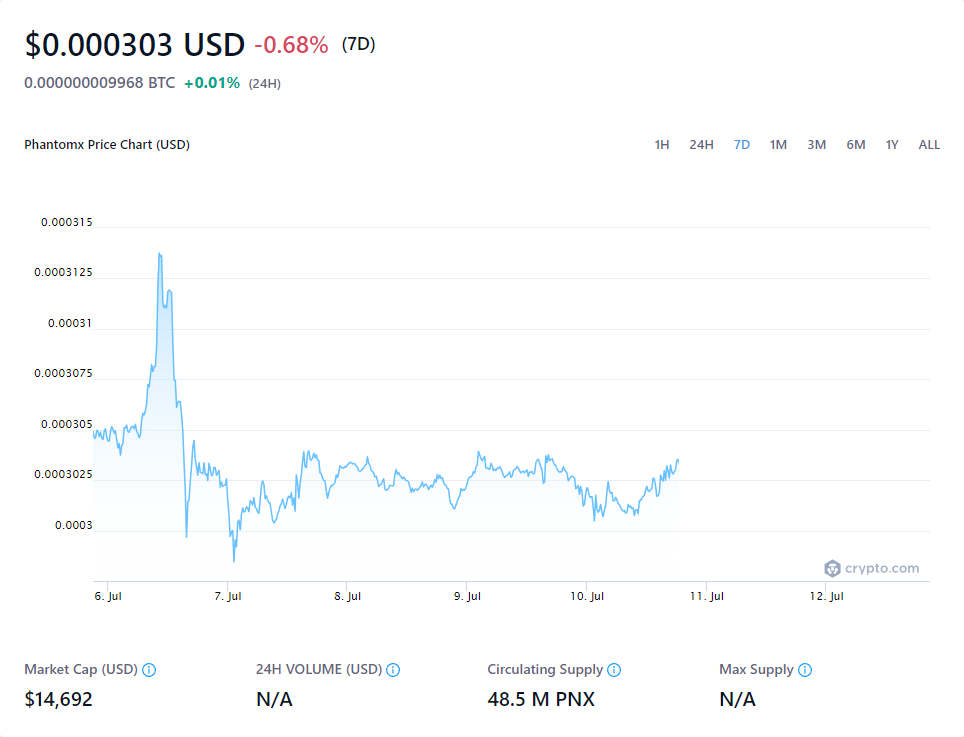 $0.000303 USD -0.68% (7D)
0.000000009968 BTC +0.01% (24H)
Phantomx Price Chart (USD) 1H 24H 7D 1M 3M 6M 1Y ALL
0.000315
0.0003125
0.00031
0.0003075
0.000305
0.0003025
0.0003
crypto.com
6. Jul 7. Jul 8. Jul 9. Jul 10. Jul 11. Jul 12. Jul
Market Cap (USD) 24H VOLUME (USD) Circulating Supply Max Supply
$14,692 N/A 48.5 M PNX N/A